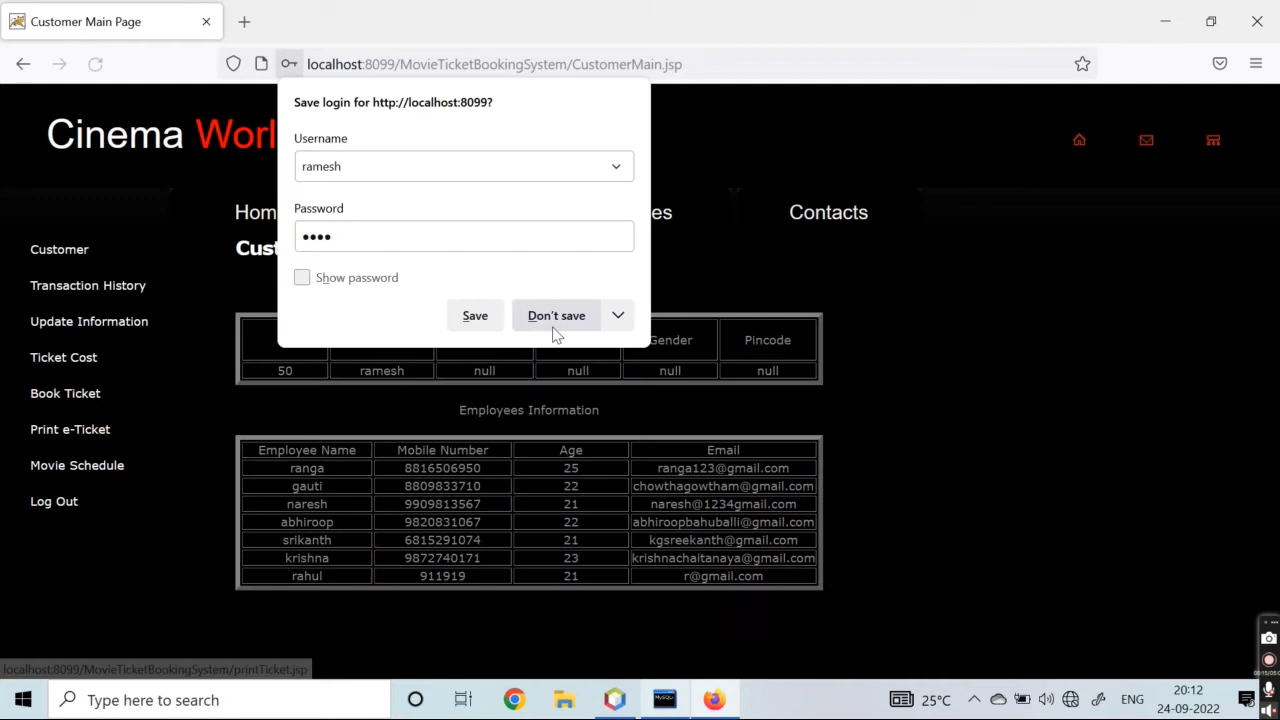 Customer Main Page
localhost:8099/MovieTicketBookingSystem/CustomerMain.jsp
Save login for http://localhost:8099?
Username
ramesh
Password
••••
Show password
Save Don't save
Cinema Worl
Hom es Contacts
Cust
Customer
Transaction History
Update Information
Ticket Cost
Book Ticket
Print e-Ticket
Movie Schedule
Log Out
Gender Pincode
50 ramesh null null null null
Employees Information
Employee Name Mobile Number Age Email
ranga 8816506950 25 ranga123@gmail.com
gauti 8809833710 22 chowthagowtham@gmail.com
naresh 9909813567 21 naresh@1234gmail.com
abhiroop 9820831067 22 abhiroopbahuballi@gmail.com
srikanth 6815291074 21 kgsreekanth@gmail.com
krishna 9872740171 23 krishnachaitanaya@gmail.com
rahul 911919 21 r@gmail.com
localhost:8099/MovieTicketBookingSystem/printTicket.jsp
Type here to search
25°C ENG
20:12
24-09-2022